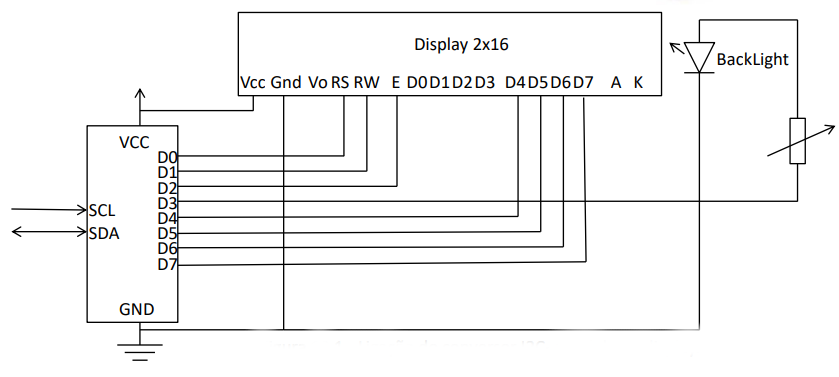 Display 2x16
BackLight
Vcc Gnd Vo RS RW E D0 D1 D2 D3 D4 D5 D6 D7 A K
VCC
D0
D1
D2
D3
SCL
D4
SDA
D5
D6
D7
GND